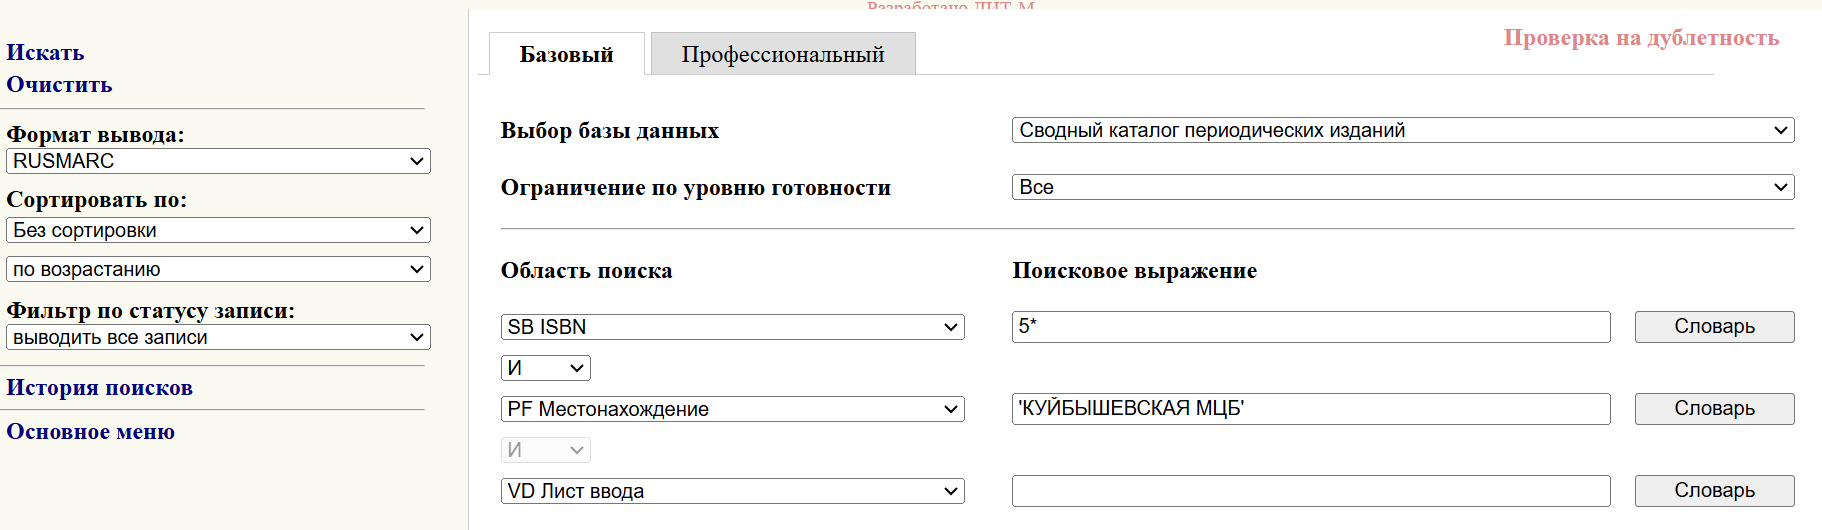 Разработано ДИТ-М
Искать
Очистить
Формат вывода:
RUSMARC
Сортировать по:
Без сортировки
по возрастанию
Фильтр по статусу записи:
выводить все записи
История поисков
Основное меню
Базовый Профессиональный
Проверка на дублетность
Выбор базы данных Сводный каталог периодических изданий
Ограничение по уровню готовности Все
Область поиска Поисковое выражение
SB ISBN 5* Словарь
И
PF Местонахождение 'КУЙБЫШЕВСКАЯ МЦБ' Словарь
И
VD Лист ввода Словарь